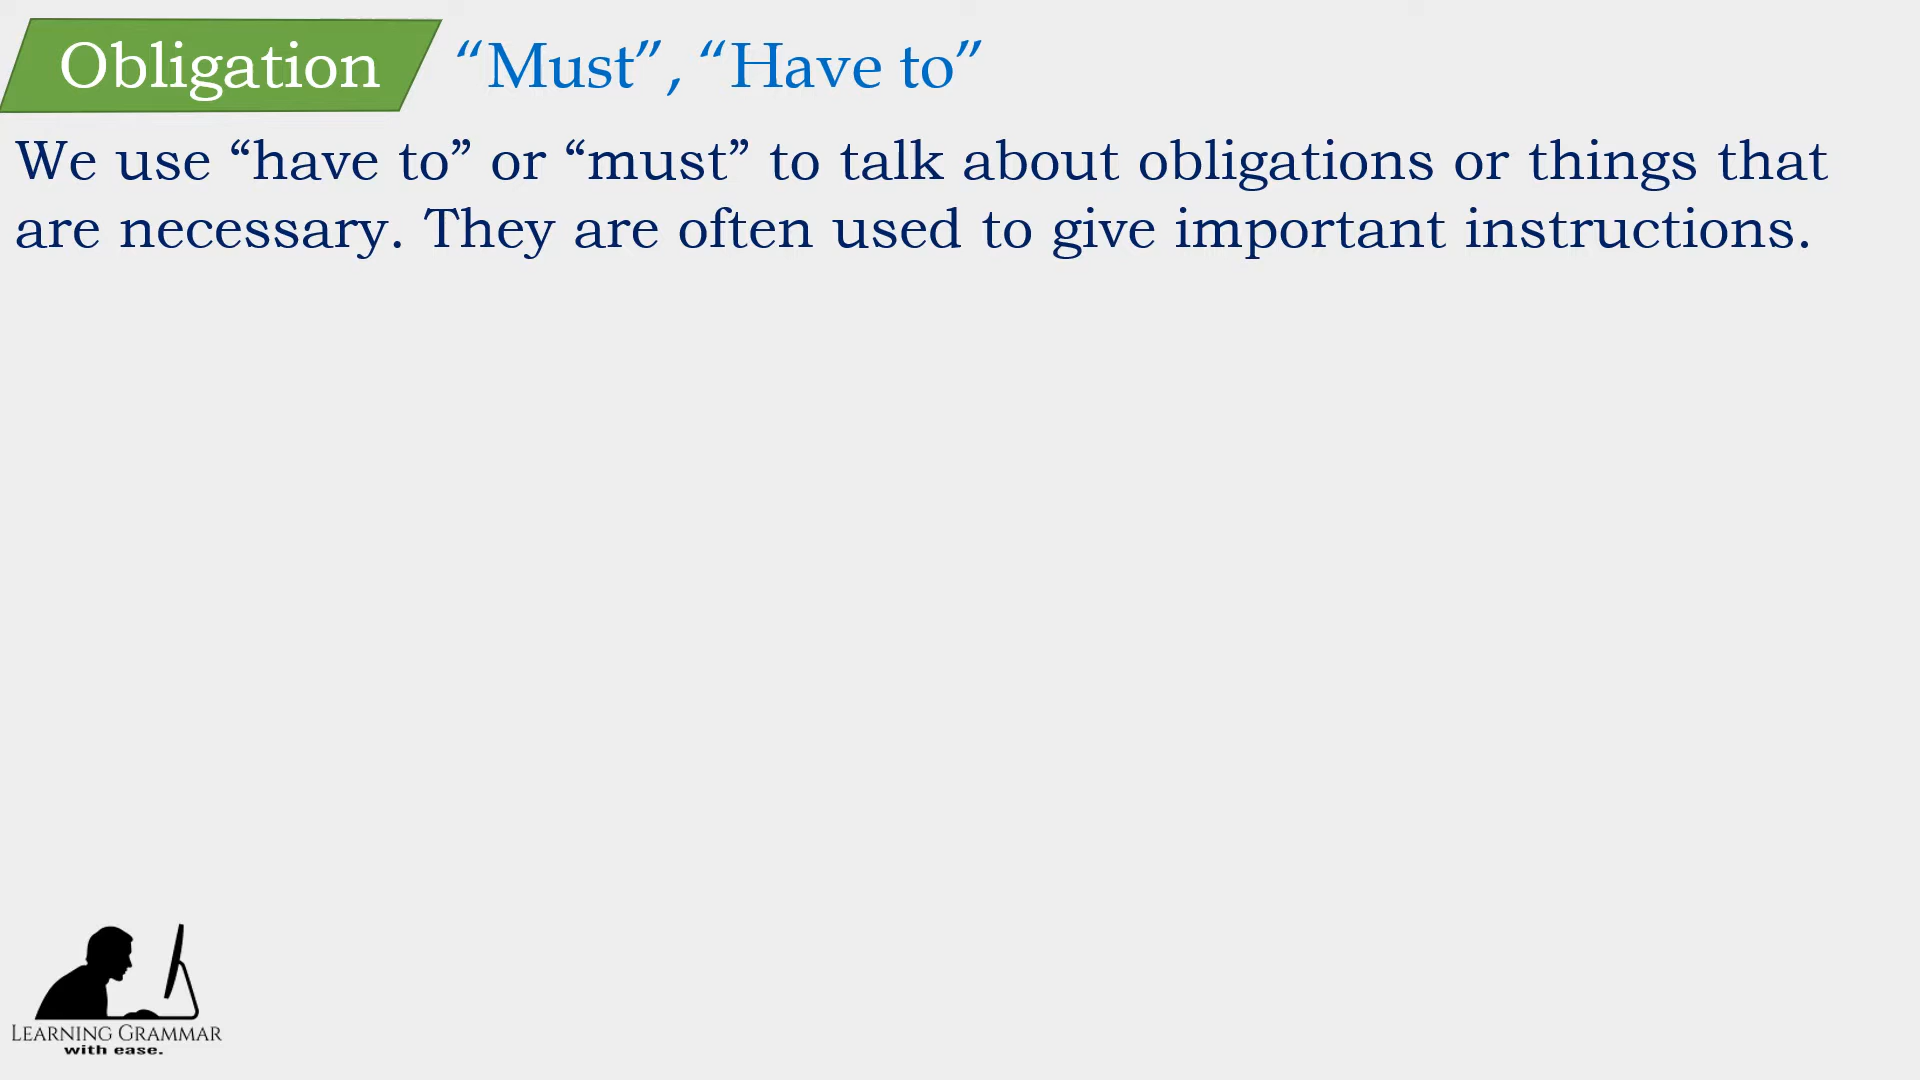 Obligation “Must”, “Have to”
We use “have to” or “must” to talk about obligations or things that
are necessary. They are often used to give important instructions.
LEARNING GRAMMAR
with ease.